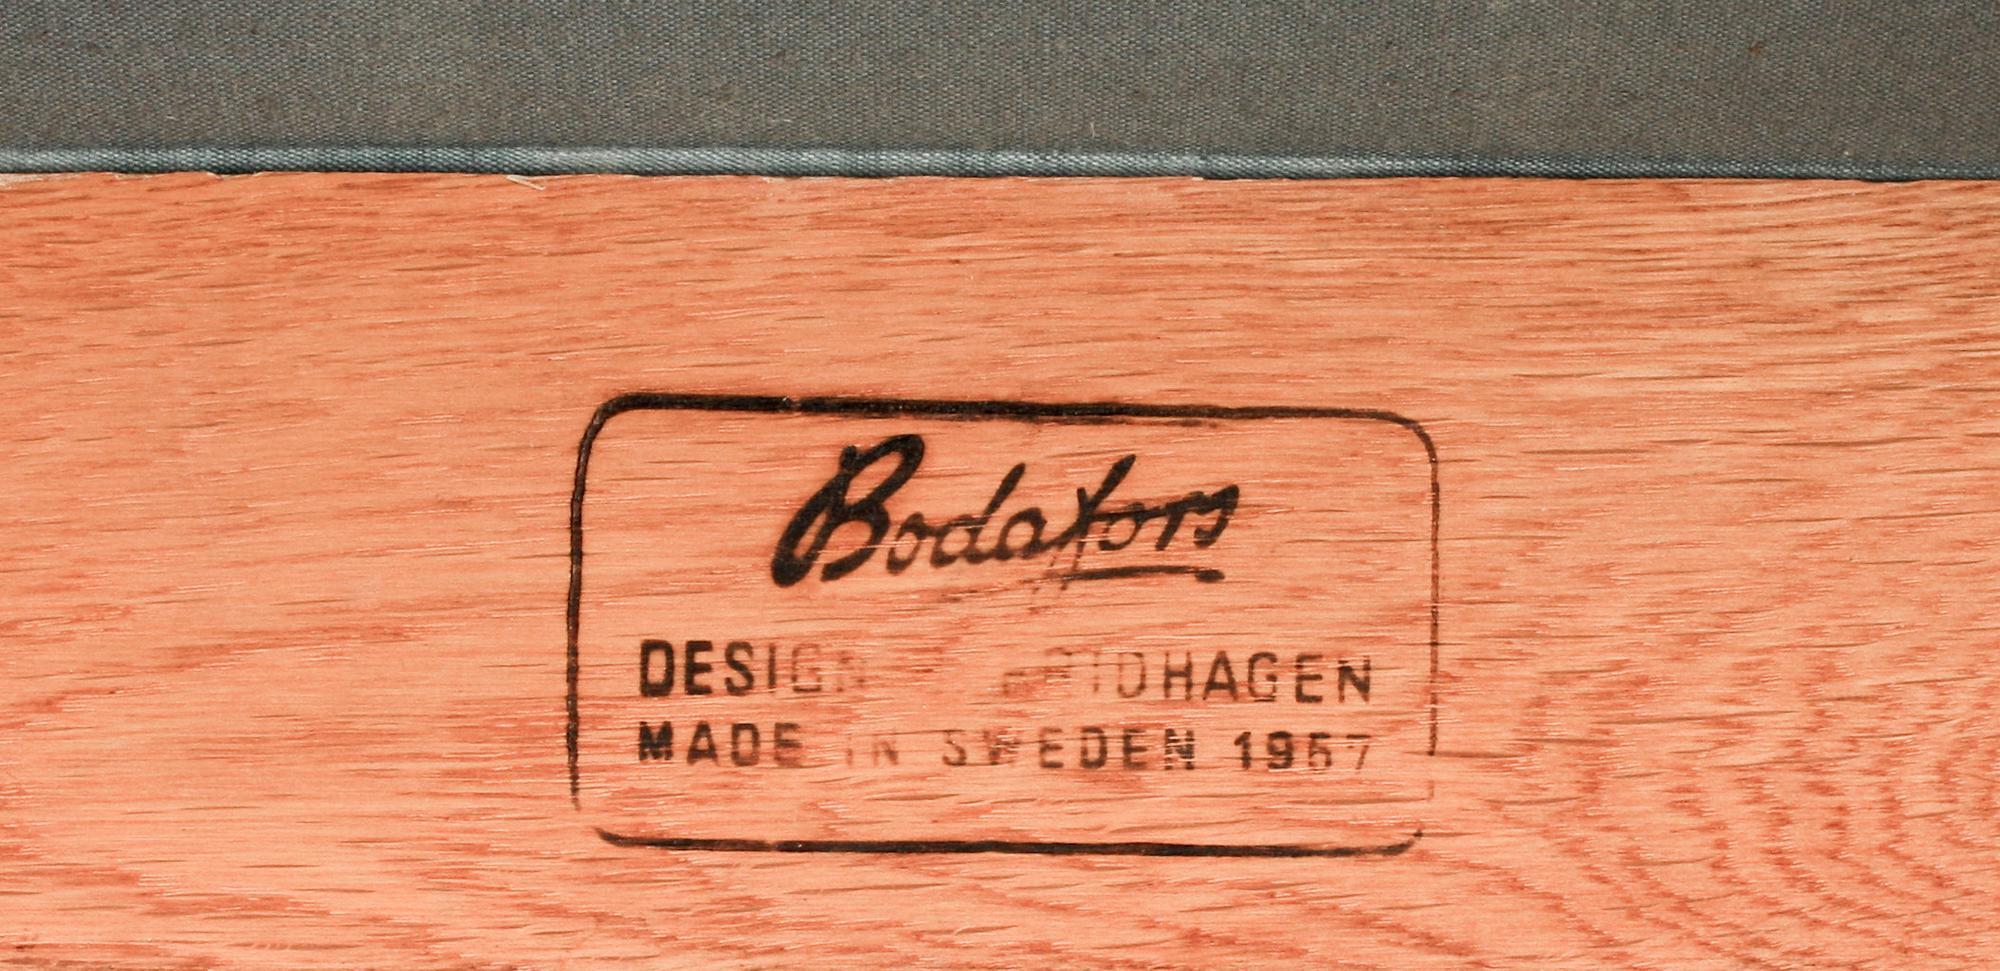 Bodafors
DESIGN
MADE IN SWEDEN 1957